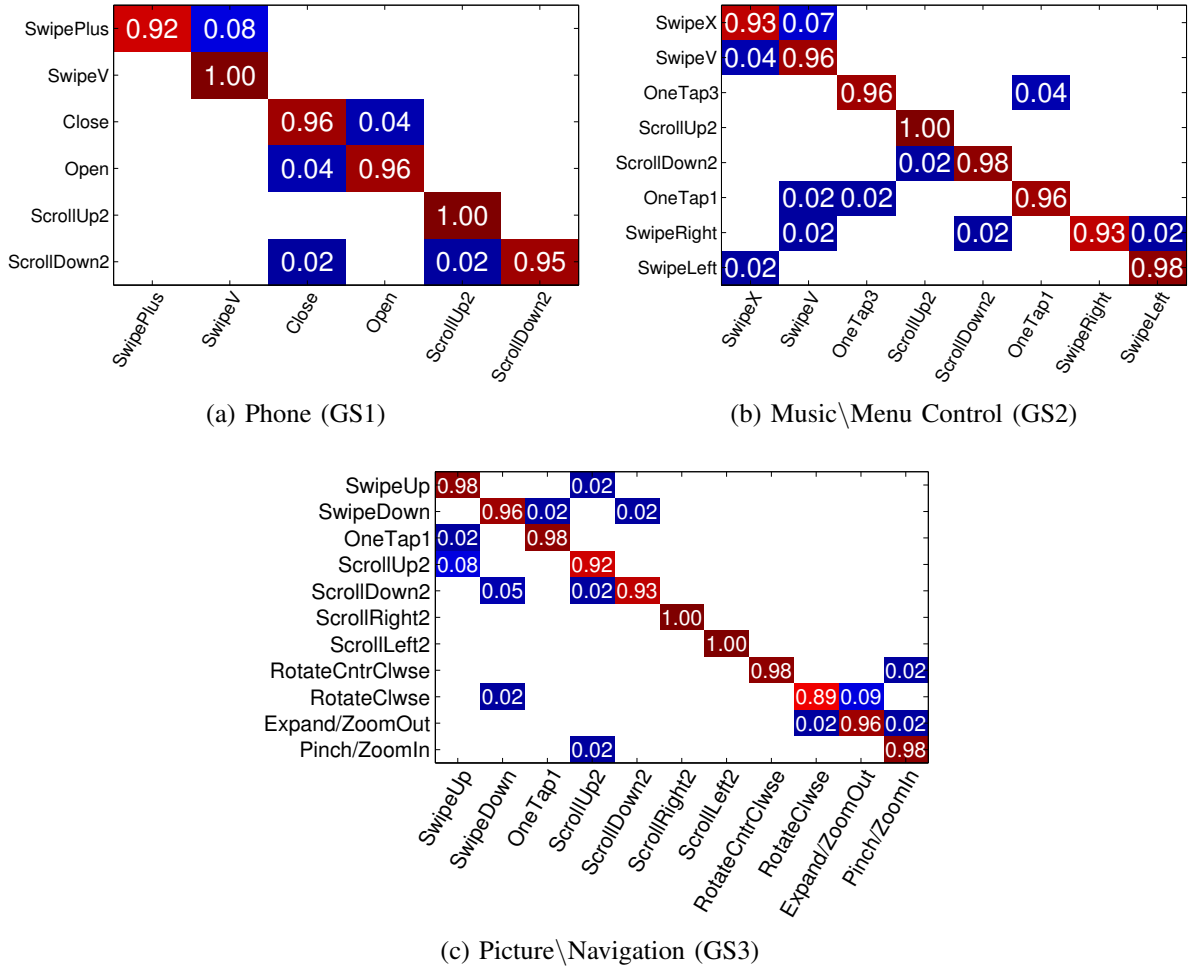 SwipePlus 0.92 0.08
SwipeV 1.00
Close 0.96 0.04
Open 0.04 0.96
ScrollUp2 1.00
ScrollDown2 0.02 0.02 0.95
SwipePlus SwipeV Close Open ScrollUp2 ScrollDown2
(a) Phone (GS1)
SwipeX 0.93 0.07
SwipeV 0.04 0.96
OneTap3 0.96 0.04
ScrollUp2 1.00
ScrollDown2 0.02 0.98
OneTap1 0.02 0.02 0.96
SwipeRight 0.02 0.02 0.93 0.02
SwipeLeft 0.02 0.98
SwipeX SwipeV OneTap3 ScrollUp2 ScrollDown2 OneTap1 SwipeRight SwipeLeft
(b) Music\Menu Control (GS2)
SwipeUp 0.98 0.02
SwipeDown 0.96 0.02 0.02
OneTap1 0.02 0.98
ScrollUp2 0.08 0.92
ScrollDown2 0.05 0.02 0.93
ScrollRight2 1.00
ScrollLeft2 1.00
RotateCntrClwse 0.98 0.02
RotateClwse 0.02 0.89 0.09
Expand/ZoomOut 0.02 0.96 0.02
Pinch/ZoomIn 0.02 0.98
SwipeUp SwipeDown OneTap1 ScrollUp2 ScrollDown2 ScrollRight2 ScrollLeft2 RotateCntrClwse RotateClwse Expand/ZoomOut Pinch/ZoomIn
(c) Picture\Navigation (GS3)